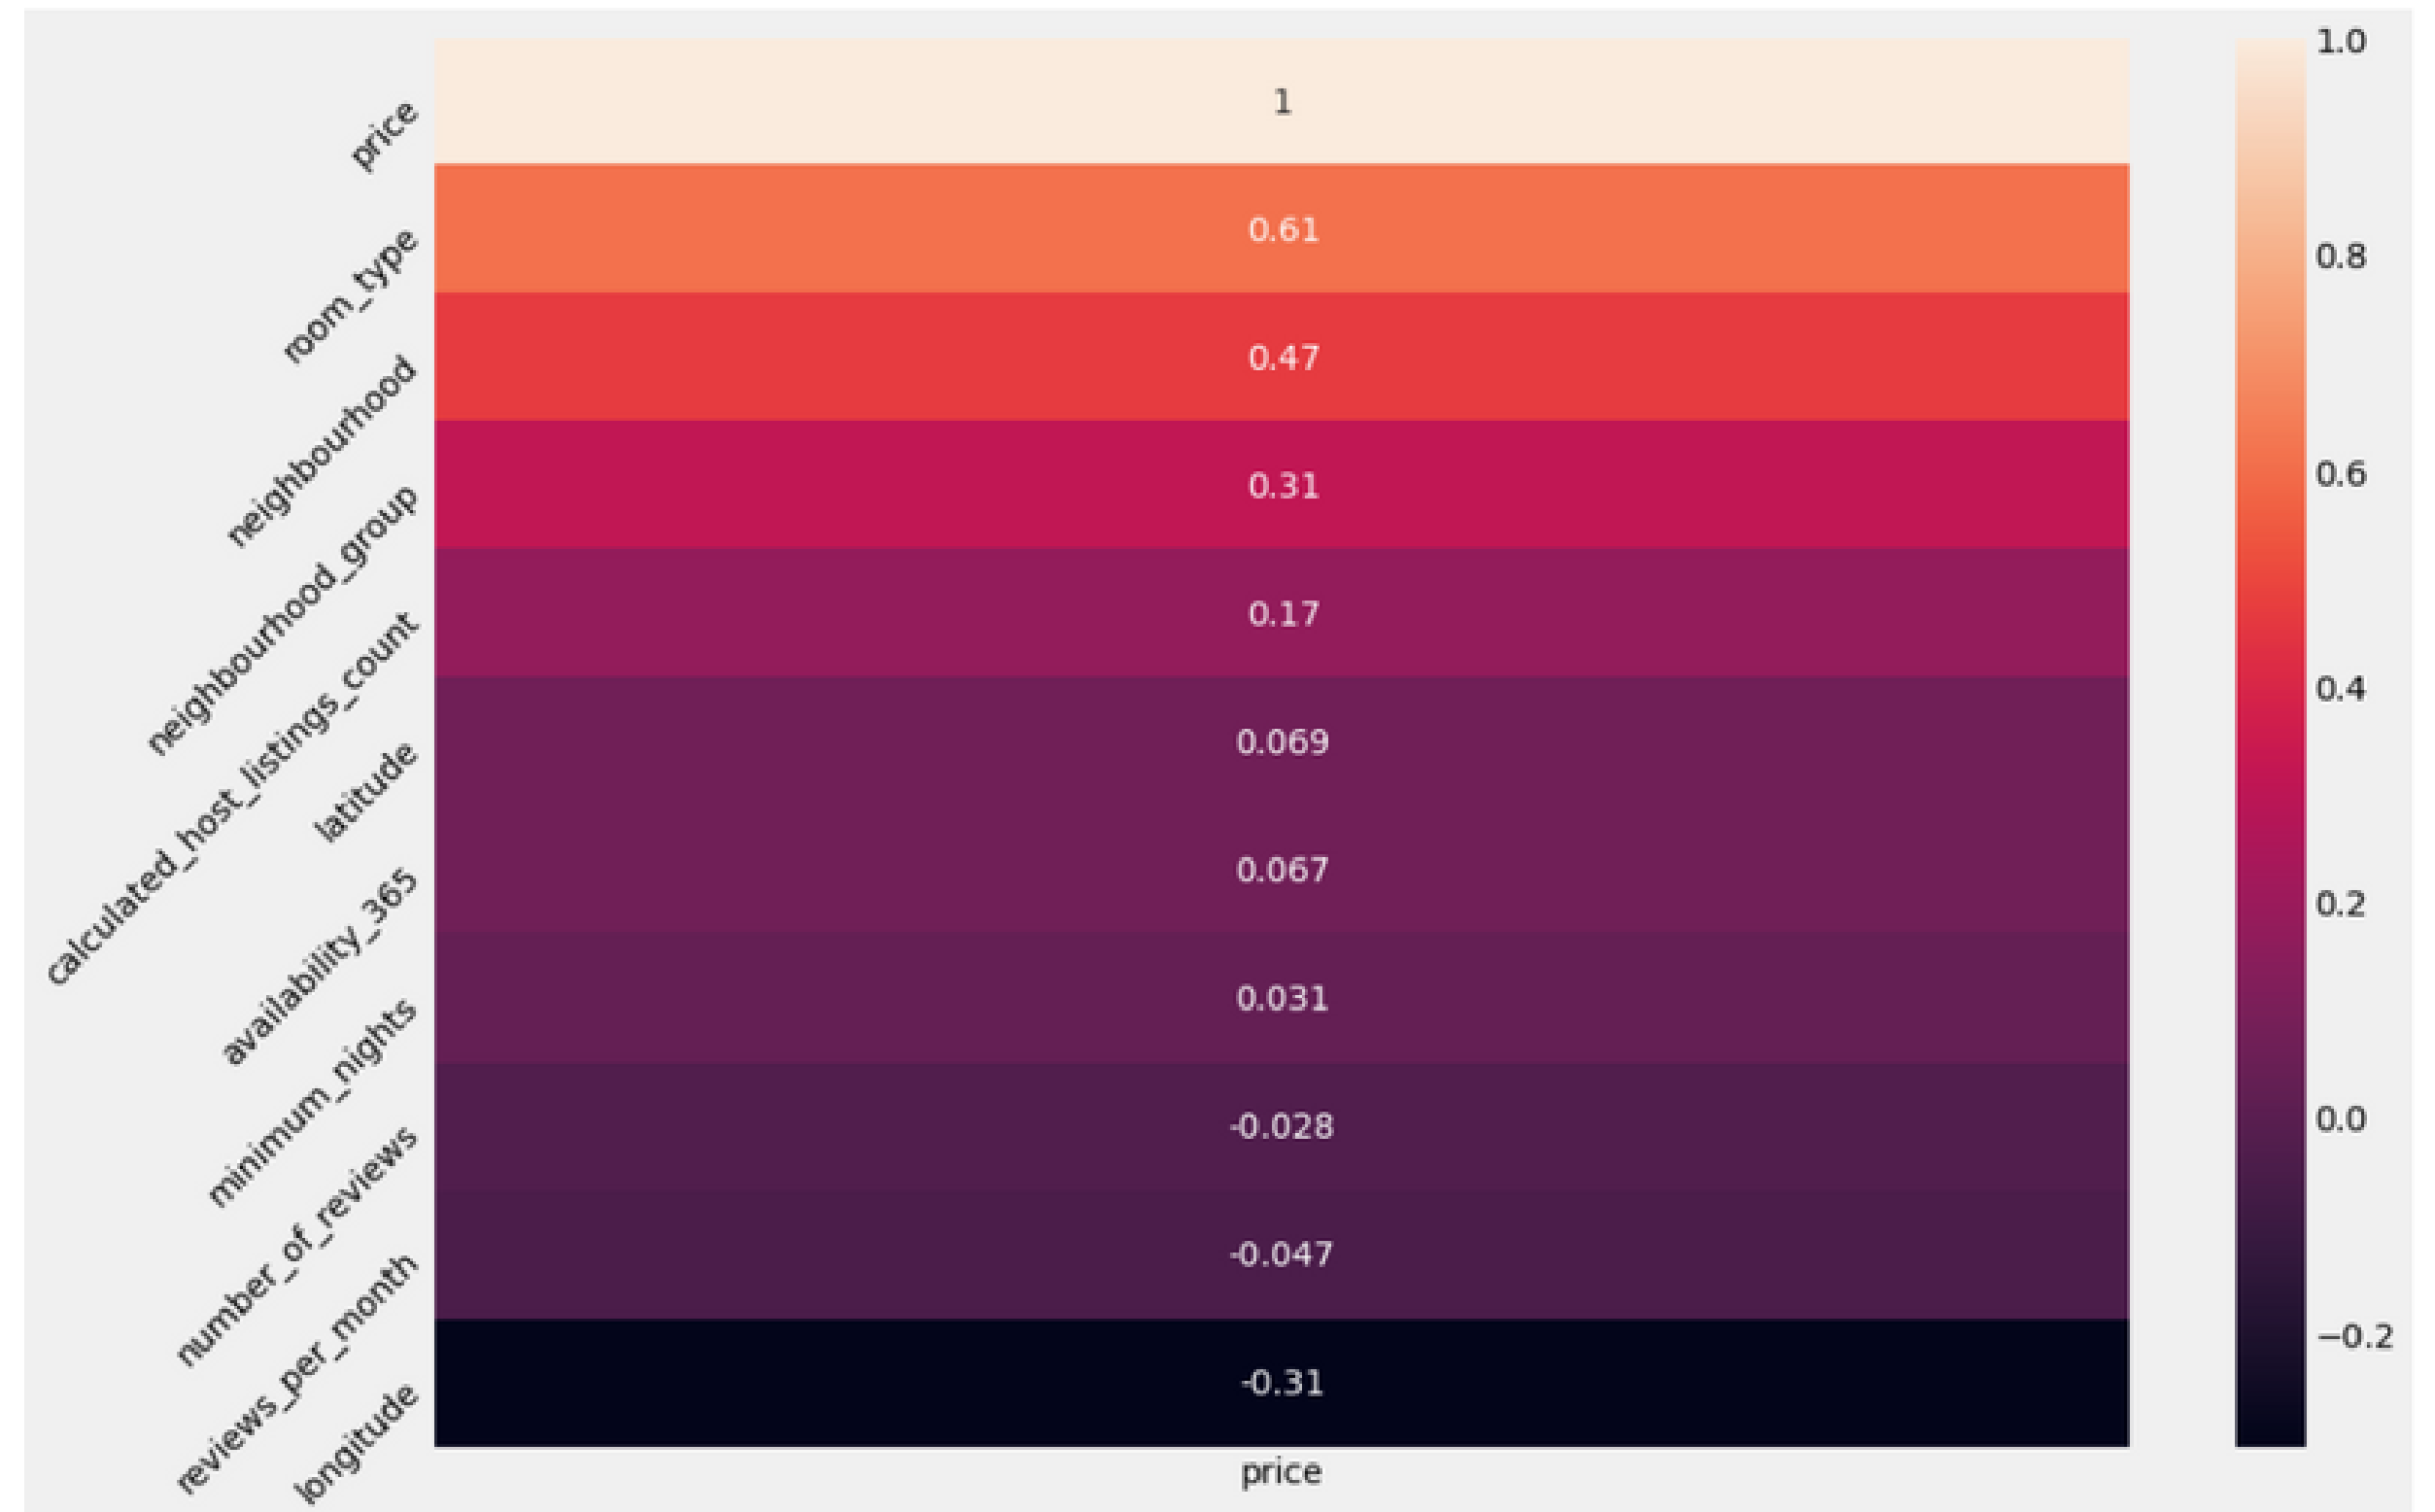 price 1
room_type 0.61
neighbourhood 0.47
neighbourhood_group 0.31
calculated_host_listings_count 0.17
latitude 0.069
availability_365 0.067
minimum_nights 0.031
number_of_reviews -0.028
reviews_per_month -0.047
longitude -0.31
price
1.0
0.8
0.6
0.4
0.2
0.0
−0.2